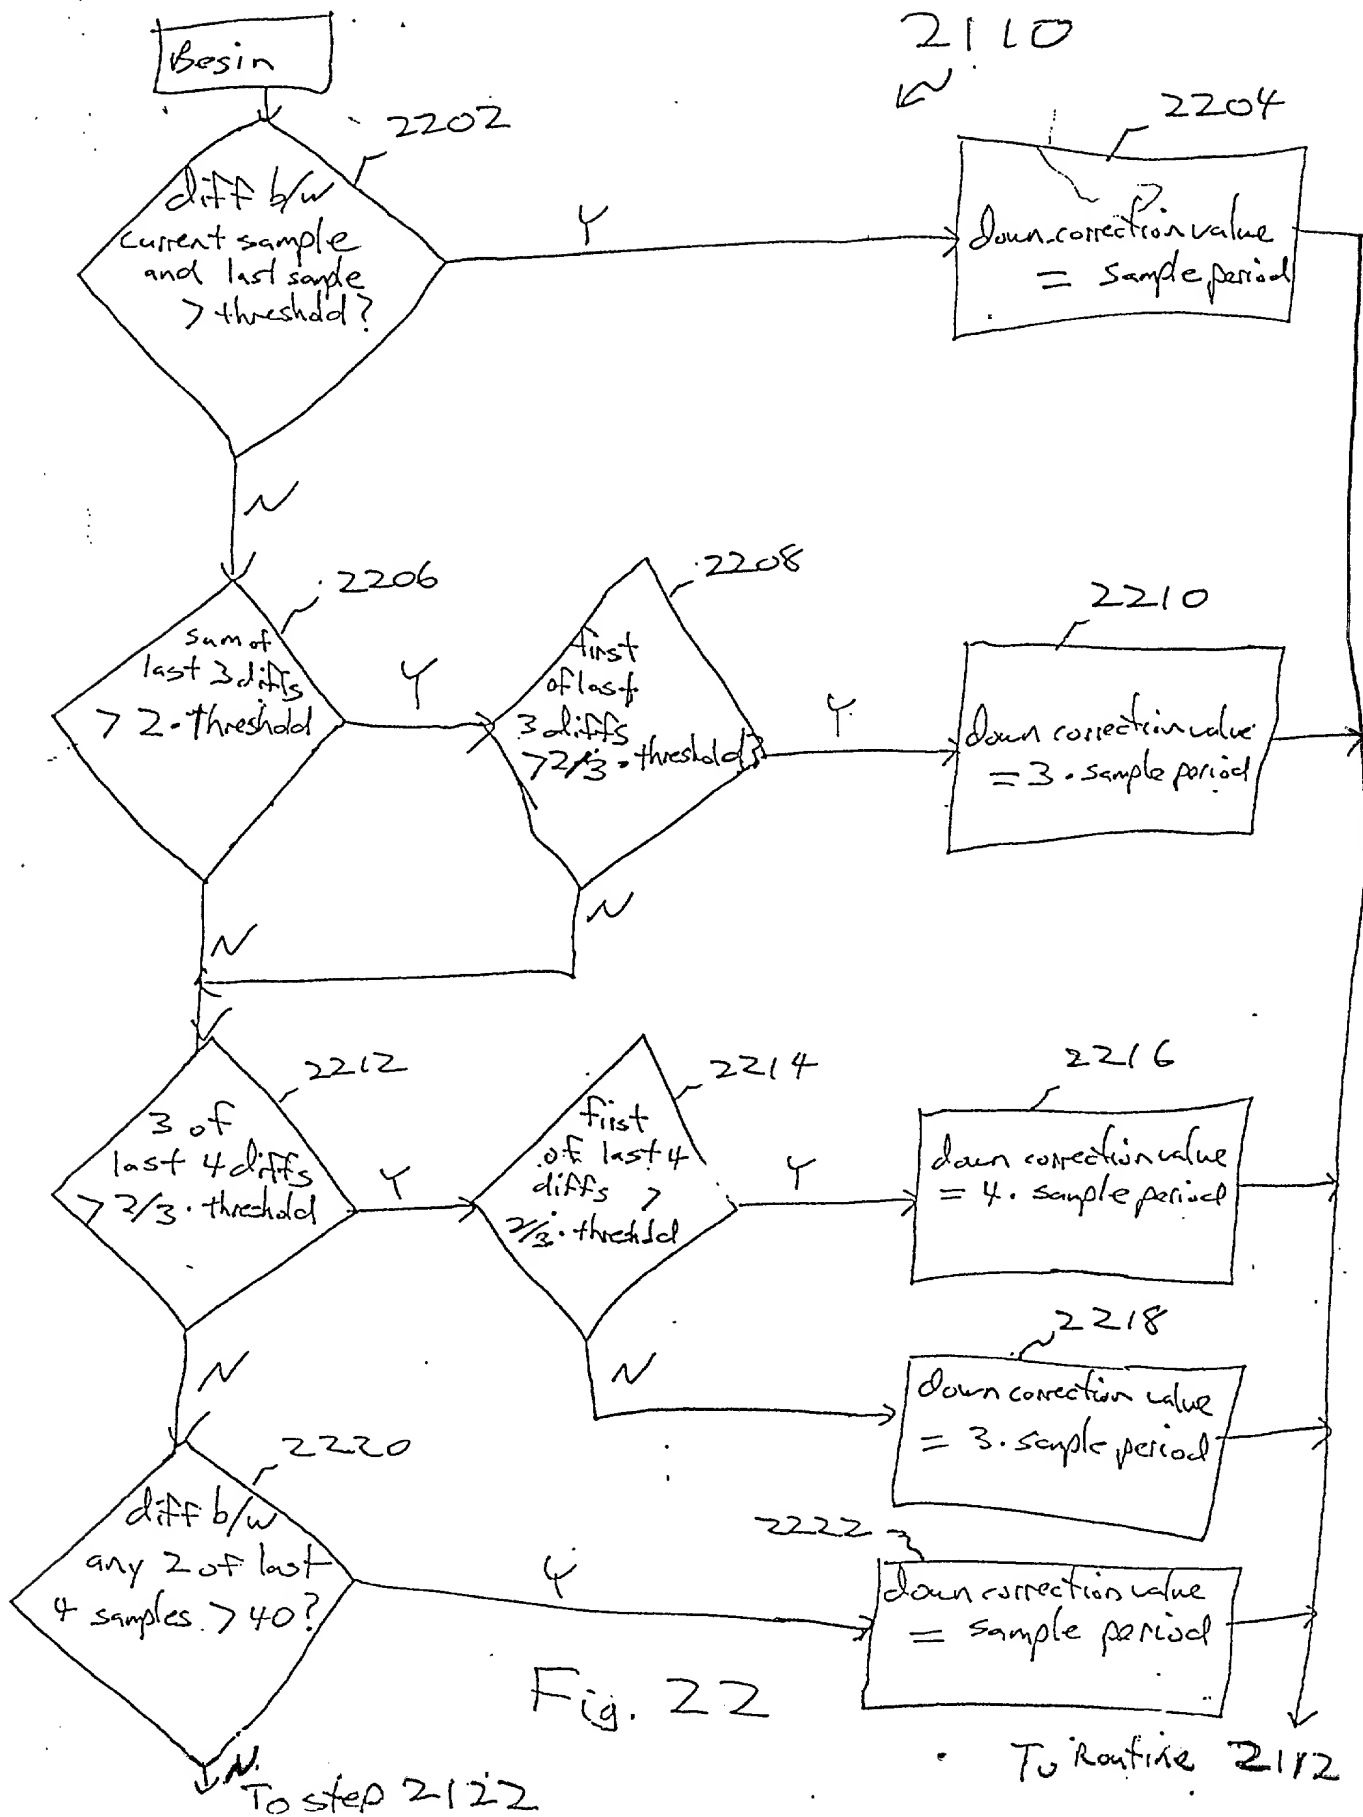 Begin
2110
2202
2204
diff b/w
current sample
and last sample
> threshold?
Y
down correction value
= sample period
N
2206
2208
2210
sum of
last 3 diffs
> 2·threshold
Y
first
of last
3 diffs
>2/3·threshold?
Y
down correction value
= 3·sample period
N
N
2212
2214
2216
3 of
last 4 diffs
> 2/3·threshold
Y
first
of last 4
diffs >
2/3·threshold
Y
down correction value
= 4·sample period
N
2218
down correction value
= 3·sample period
N
2220
diff b/w
any 2 of last
4 samples > 40?
Y
2222
down correction value
= sample period
Fig. 22
N
To step 2122
To Routine 2112